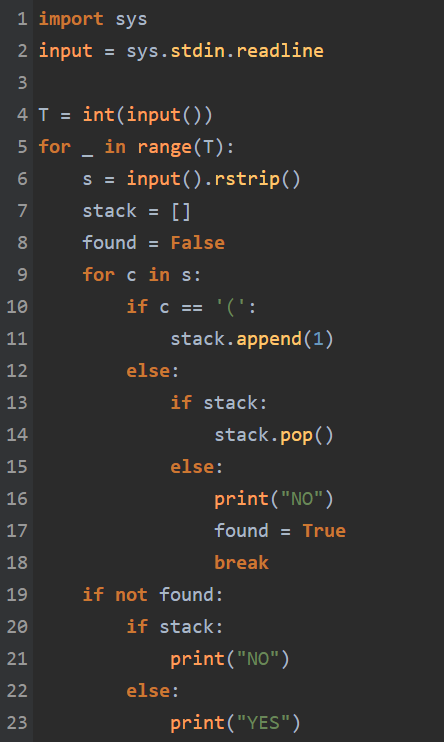 1 import sys
2 input = sys.stdin.readline
3
4 T = int(input())
5 for _ in range(T):
6     s = input().rstrip()
7     stack = []
8     found = False
9     for c in s:
10         if c == '(':
11             stack.append(1)
12         else:
13             if stack:
14                 stack.pop()
15             else:
16                 print("NO")
17                 found = True
18                 break
19     if not found:
20         if stack:
21             print("NO")
22         else:
23             print("YES")